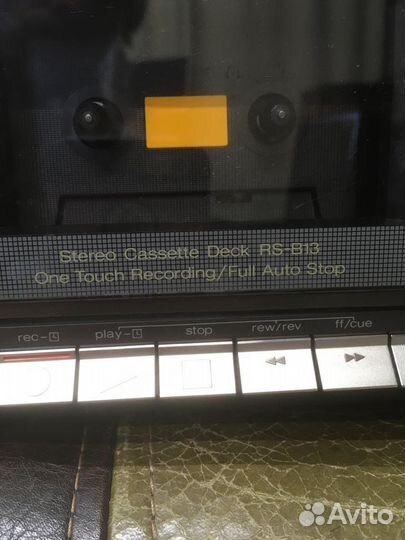 Stereo Cassette Deck RS-B13
One Touch Recording/Full Auto Stop
rec- play- stop rew/rev ff/cue
Avito